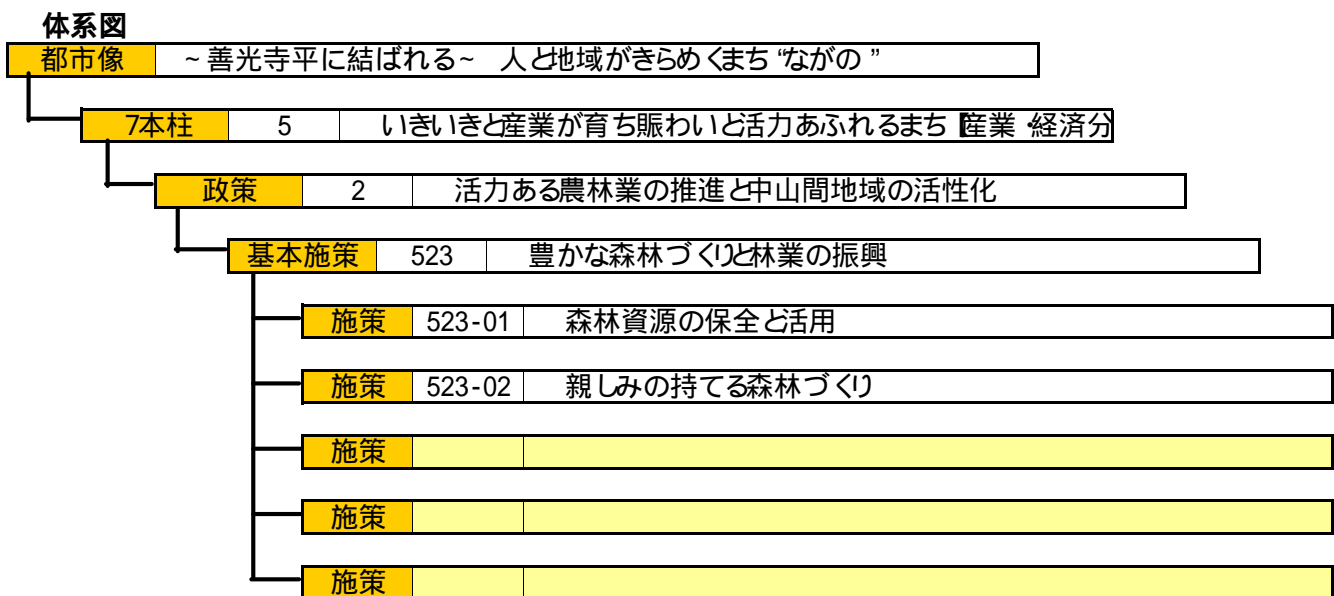 体系図
都市像 ~善光寺平に結ばれる~ 人と地域がきらめくまち “ながの”
7本柱 5 いきいきと産業が育ち賑わいと活力あふれるまち【産業・経済分
政策 2 活力ある農林業の推進と中山間地域の活性化
基本施策 523 豊かな森林づくりと林業の振興
施策 523-01 森林資源の保全と活用
施策 523-02 親しみの持てる森林づくり
施策
施策
施策